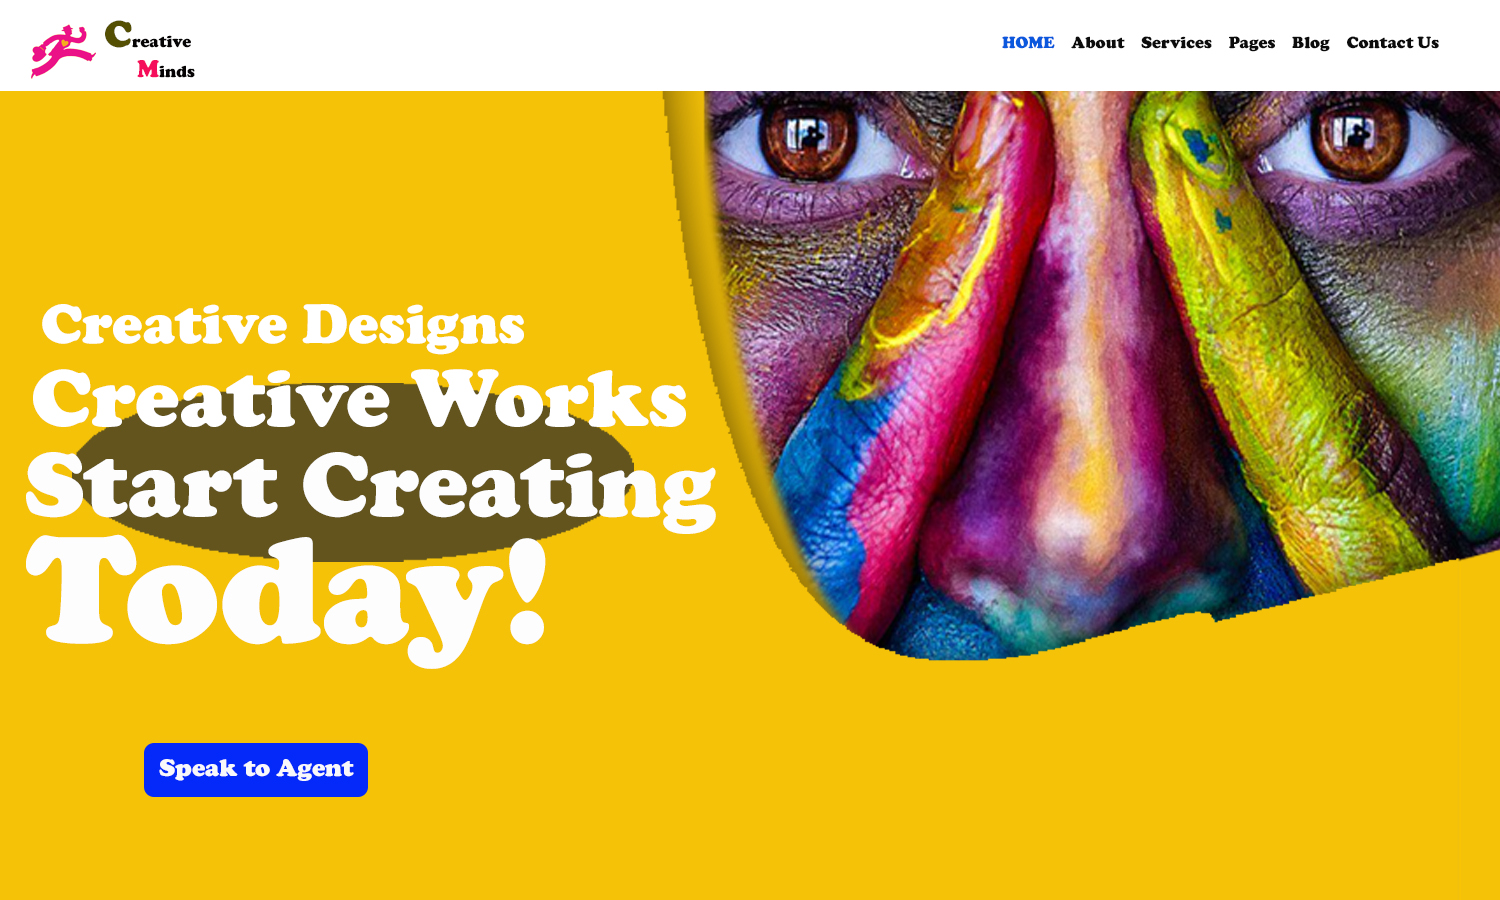 Creative
Minds
HOME About Services Pages Blog Contact Us
Creative Designs
Creative Works
Start Creating
Today!
Speak to Agent